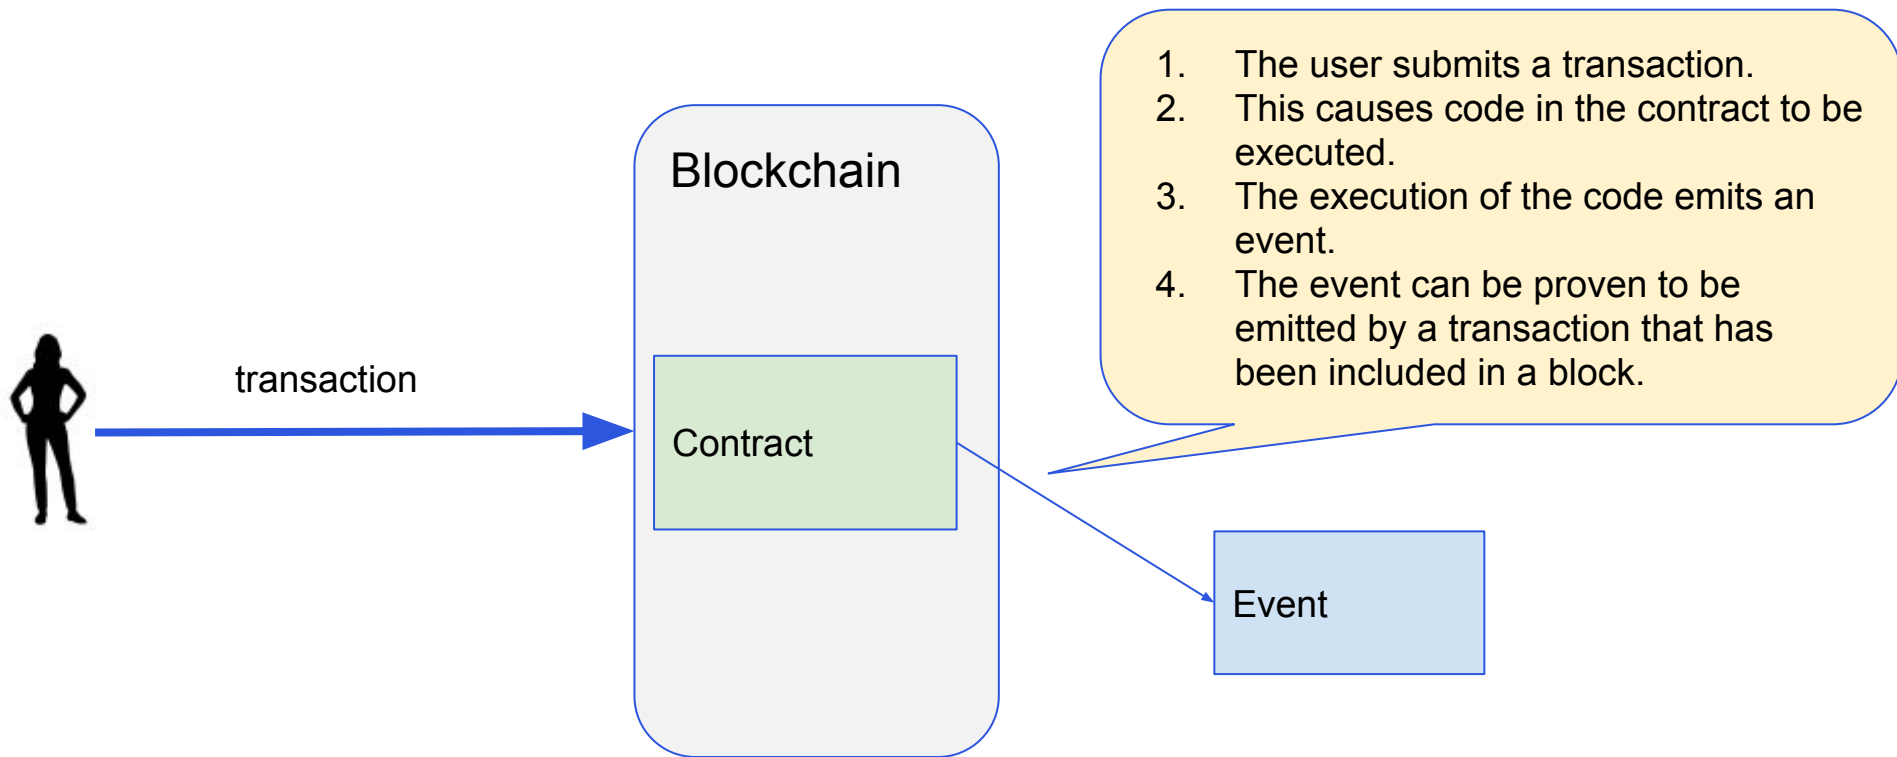 1. The user submits a transaction.
2. This causes code in the contract to be
executed.
3. The execution of the code emits an
event.
4. The event can be proven to be
emitted by a transaction that has
been included in a block.
Blockchain
transaction
Contract
Event